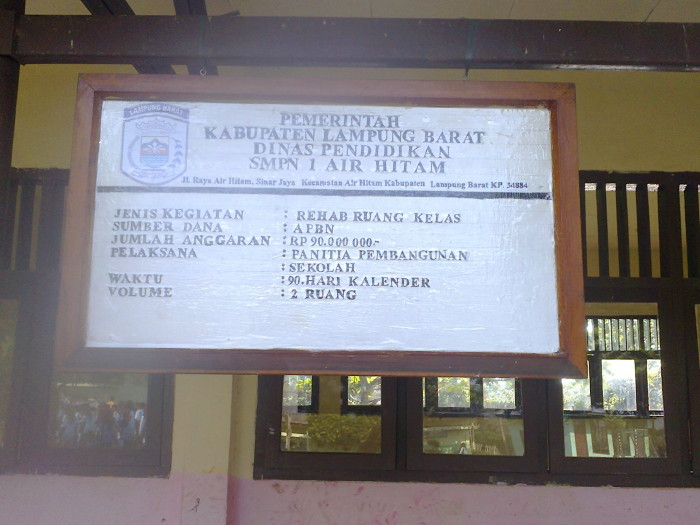 LAMPUNG BARAT
PEMERINTAH
KABUPATEN LAMPUNG BARAT
DINAS PENDIDIKAN
SMPN 1 AIR HITAM
Jl. Raya Air Hitam, Sinar Jaya Kecamatan Air Hitam Kabupaten Lampung Barat KP. 34884
JENIS KEGIATAN : REHAB RUANG KELAS
SUMBER DANA : APBN
JUMLAH ANGGARAN : RP 90.000 000.-
PELAKSANA : PANITIA PEMBANGUNAN
: SEKOLAH
WAKTU : 90.HARI KALENDER
VOLUME : 2 RUANG